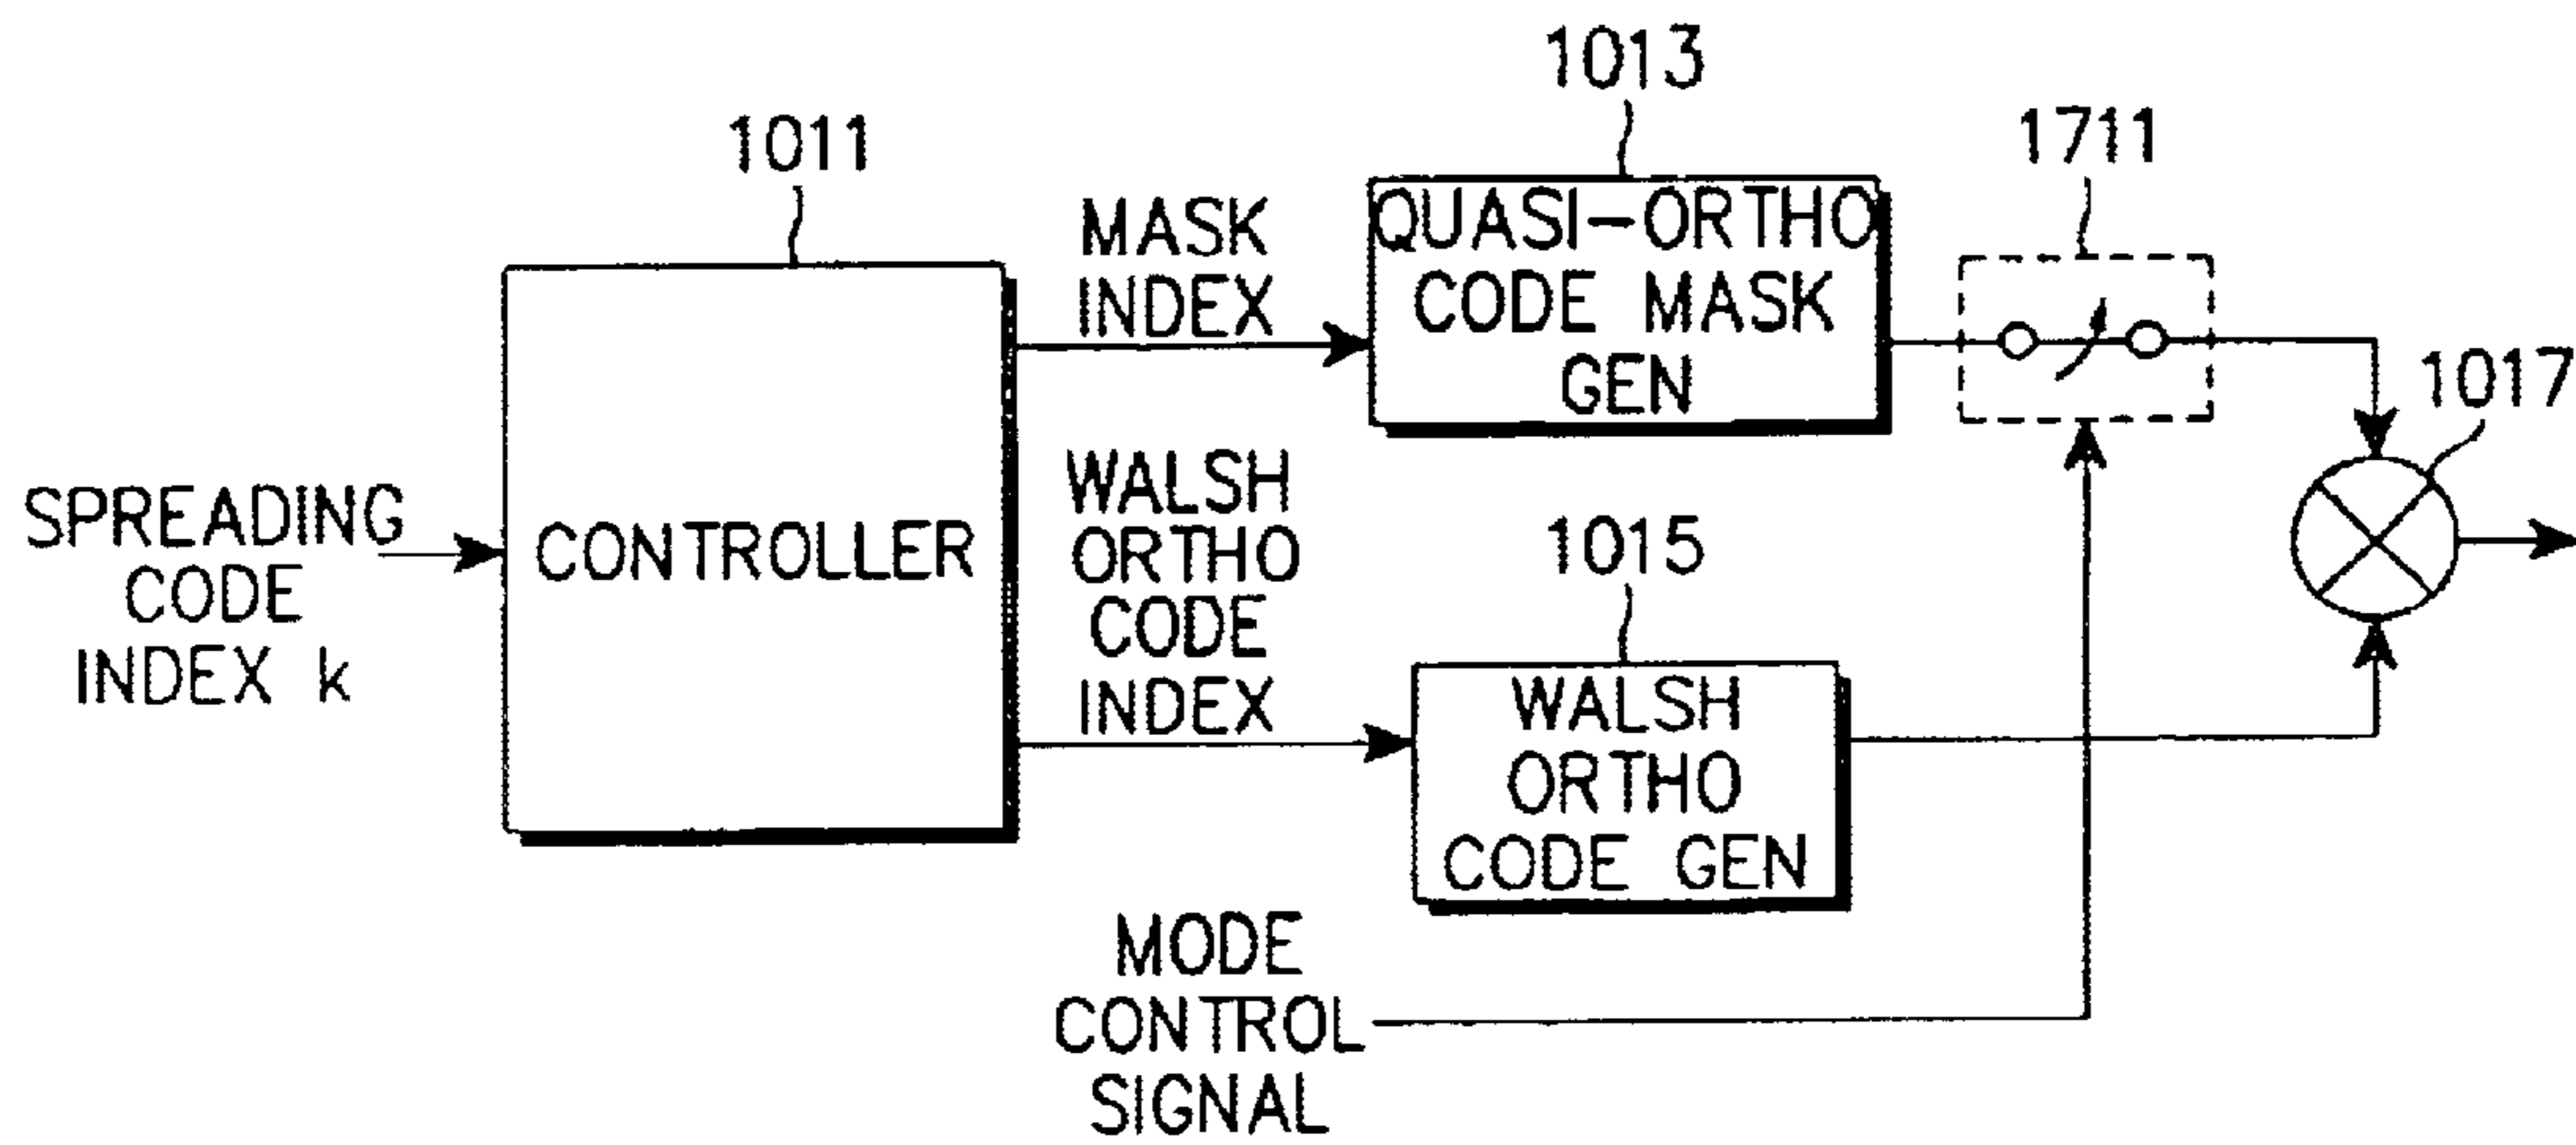 1013
1011
1711
MASK
INDEX
QUASI-ORTHO
CODE MASK
GEN
1017
SPREADING
CODE
INDEX k
CONTROLLER
WALSH
ORTHO
CODE
INDEX
1015
WALSH
ORTHO
CODE GEN
MODE
CONTROL
SIGNAL